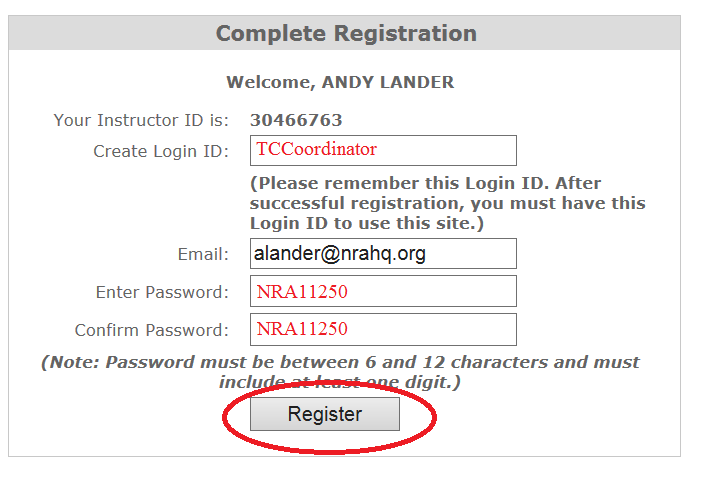 Complete Registration
Welcome, ANDY LANDER
Your Instructor ID is: 30466763
Create Login ID: TCCoordinator
(Please remember this Login ID. After
successful registration, you must have this
Login ID to use this site.)
Email: alander@nrahq.org
Enter Password: NRA11250
Confirm Password: NRA11250
(Note: Password must be between 6 and 12 characters and must
include at least one digit.)
Register